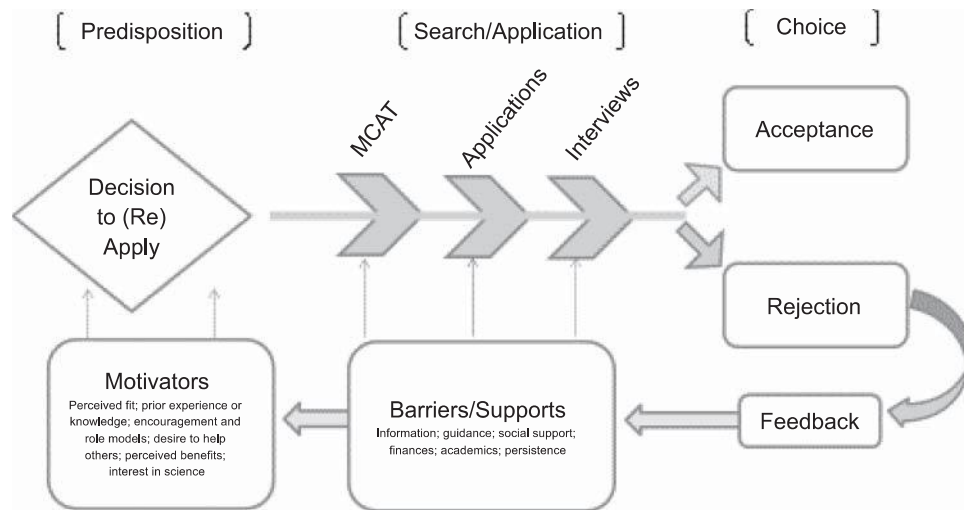 [ Predisposition ]
[ Search/Application ]
[ Choice ]
MCAT
Applications
Interviews
Decision
to (Re)
Apply
Acceptance
Rejection
Feedback
Motivators
Perceived fit; prior experience or
knowledge; encouragement and
role models; desire to help
others; perceived benefits;
interest in science
Barriers/Supports
Information; guidance; social support;
finances; academics; persistence